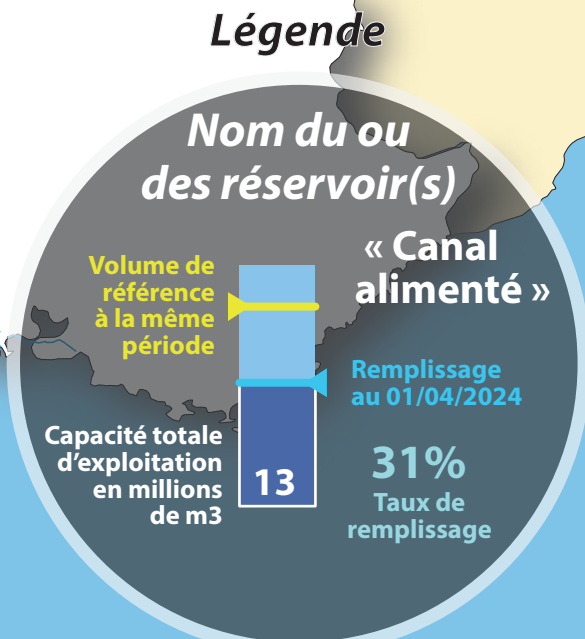 Légende
Nom du ou
des réservoir(s)
« Canal
alimenté »
Volume de
référence
à la même
période
Remplissage
au 01/04/2024
Capacité totale
d'exploitation
en millions
de m3
13
31%
Taux de
remplissage